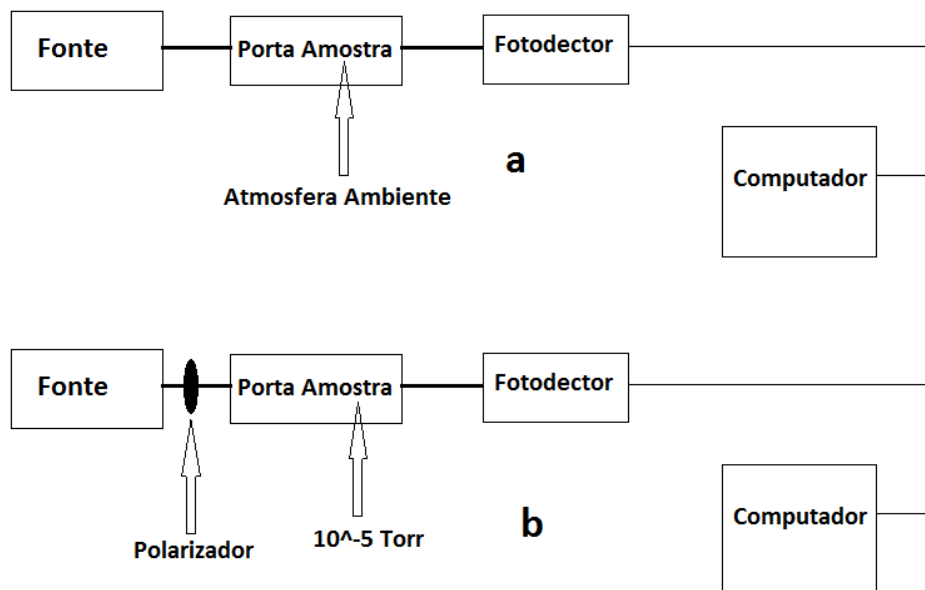 Fonte
Porta Amostra
Fotodector
Atmosfera Ambiente
a
Computador
Fonte
Porta Amostra
Fotodector
Polarizador
10^-5 Torr
b
Computador